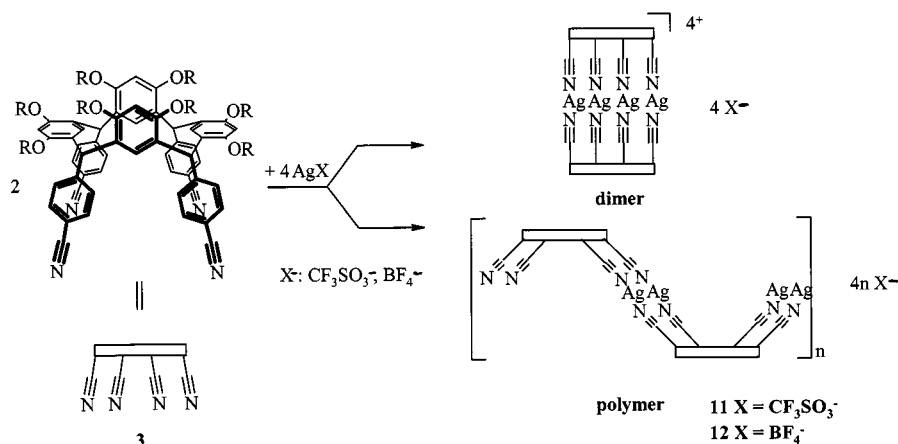 RO RO OR OR
RO OR
RO OR
2
N N
N N
+ 4 AgX
X⁻: CF₃SO₃⁻, BF₄⁻
N N N N
3
4⁺
N N N N
Ag Ag Ag Ag
N N N N
4 X⁻
dimer
N N N N
Ag Ag Ag Ag
N N N N
4n X⁻
n
polymer
11 X = CF₃SO₃⁻
12 X = BF₄⁻